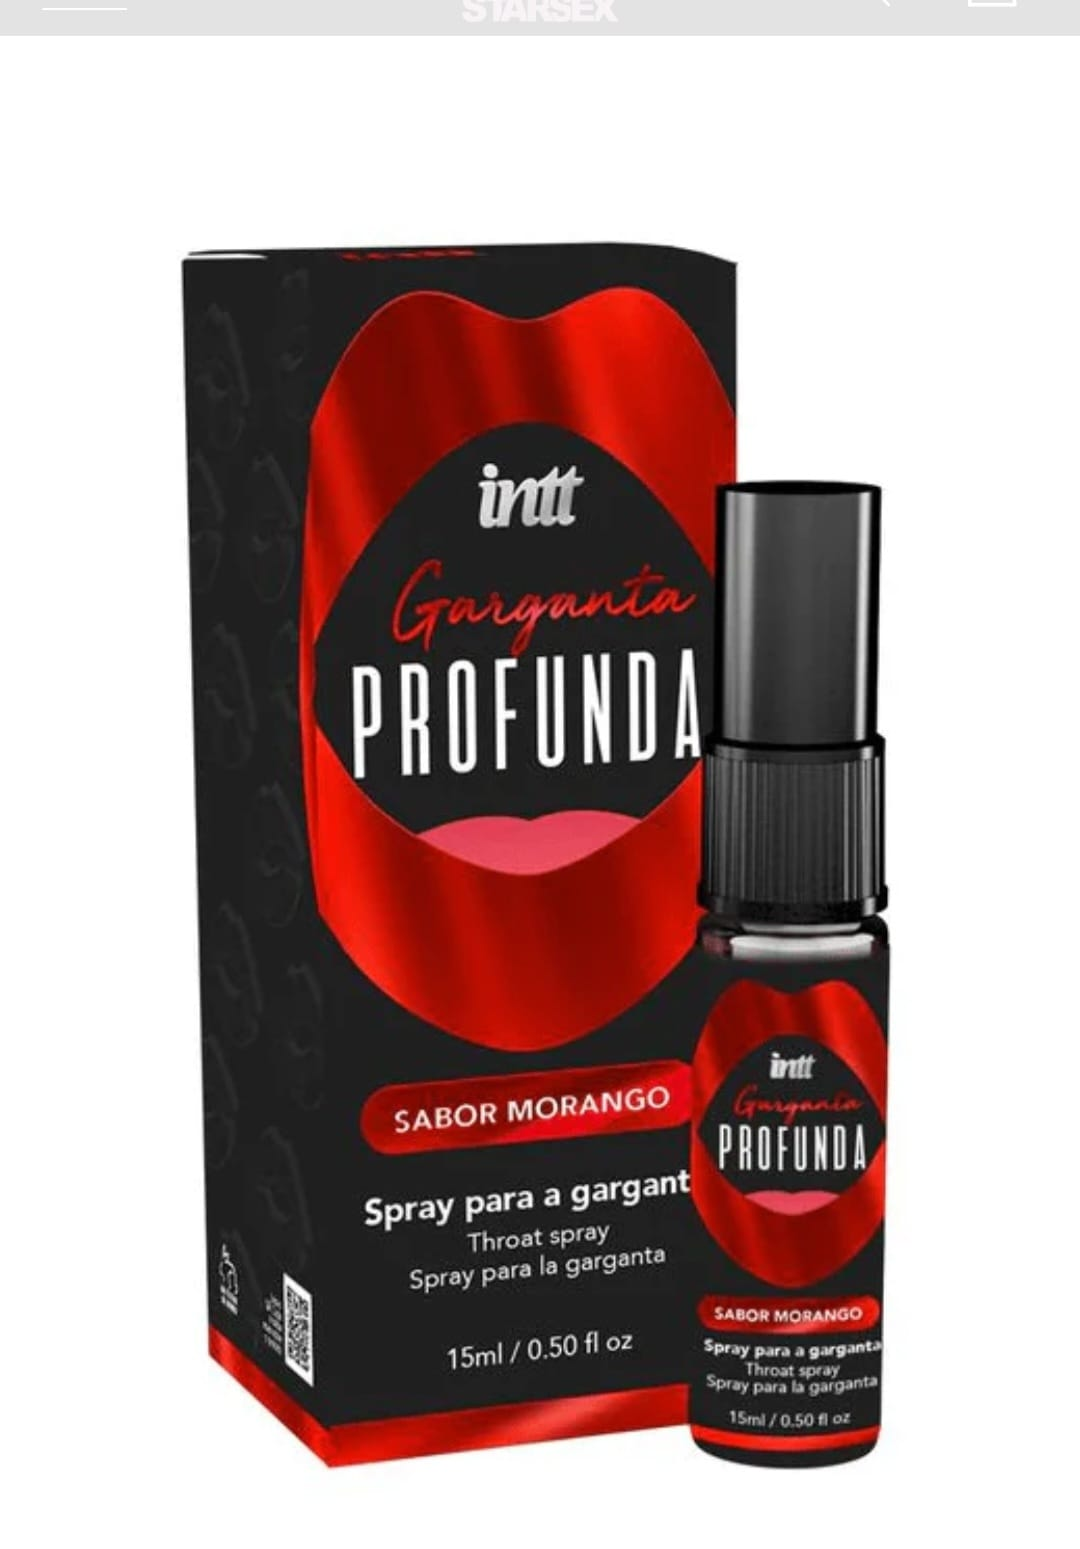 STARSEX
intt
Garganta
PROFUNDA
SABOR MORANGO
Spray para a gargant
Throat spray
Spray para la garganta
15ml / 0.50 fl oz
intt
Garganta
PROFUNDA
SABOR MORANGO
Spray para a garganta
Throat spray
Spray para la garganta
15ml / 0.50 fl oz